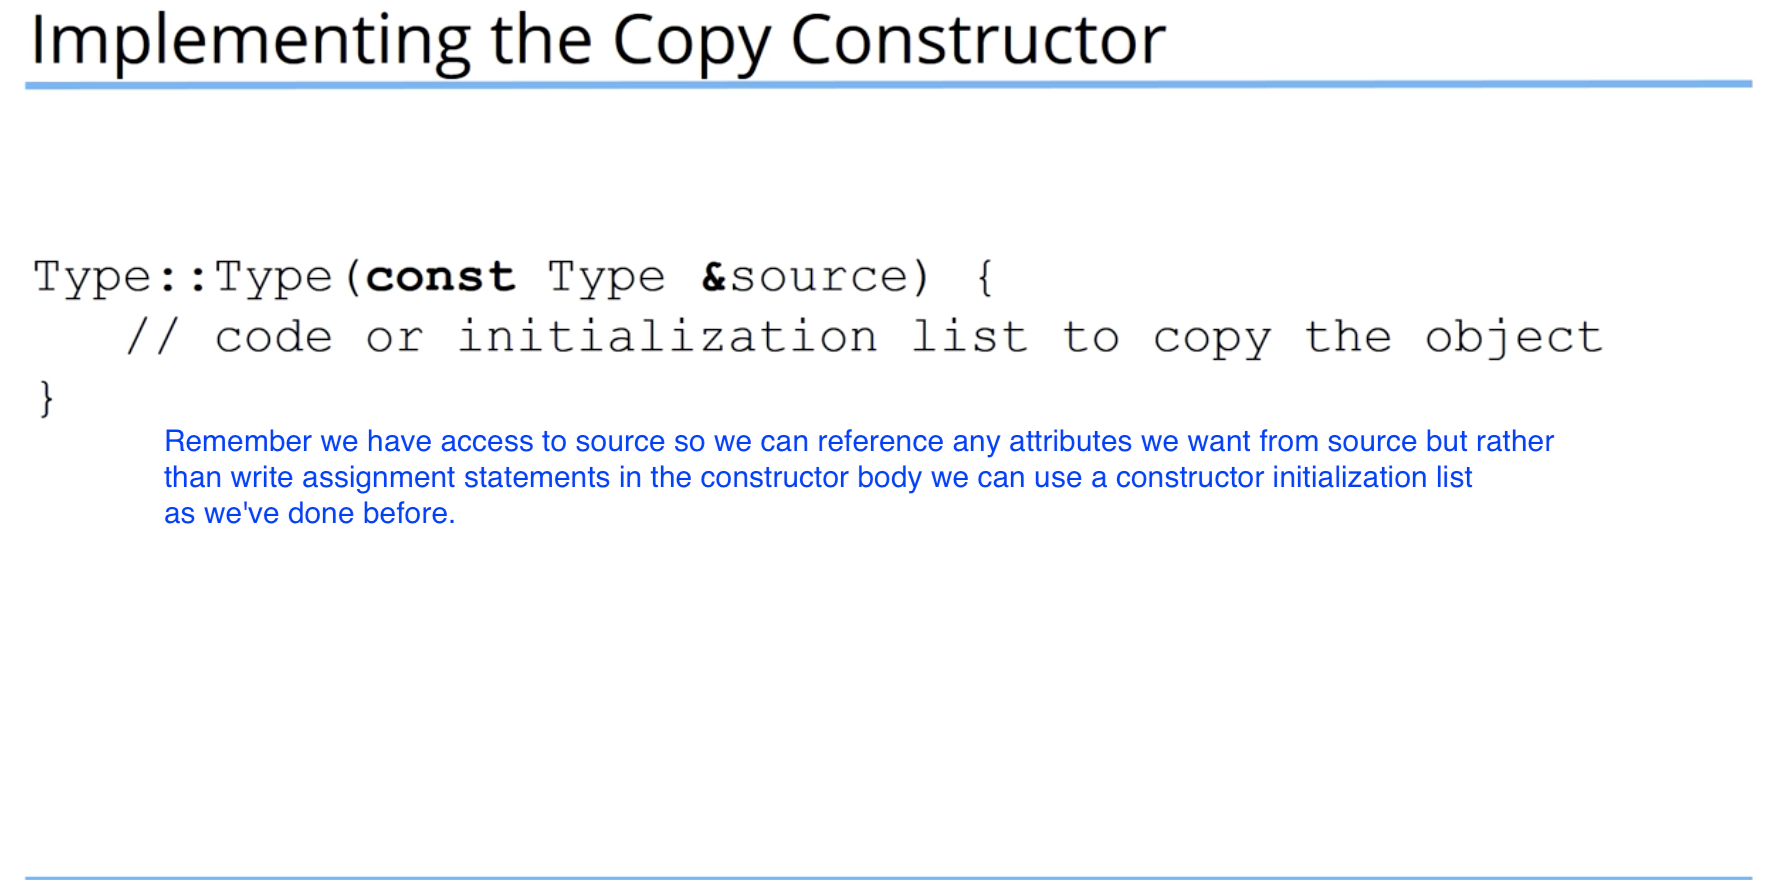 Implementing the Copy Constructor
Type::Type(const Type &source) {
// code or initialization list to copy the object
}
Remember we have access to source so we can reference any attributes we want from source but rather
than write assignment statements in the constructor body we can use a constructor initialization list
as we've done before.